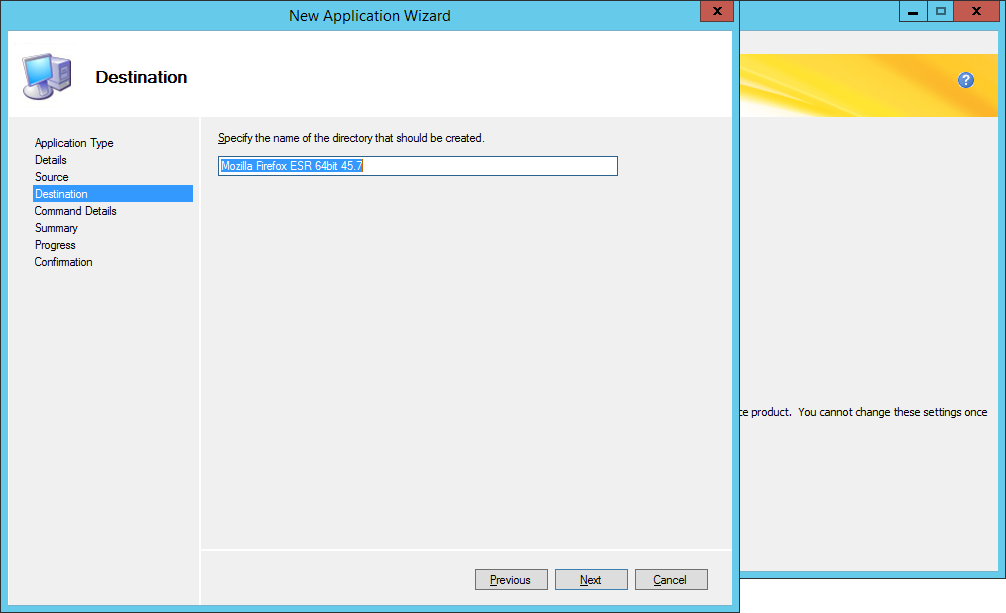 New Application Wizard
Destination
Application Type
Details
Source
Destination
Command Details
Summary
Progress
Confirmation
Specify the name of the directory that should be created.
Mozilla Firefox ESR 64bit 45.7
Previous
Next
Cancel
product. You cannot change these settings once